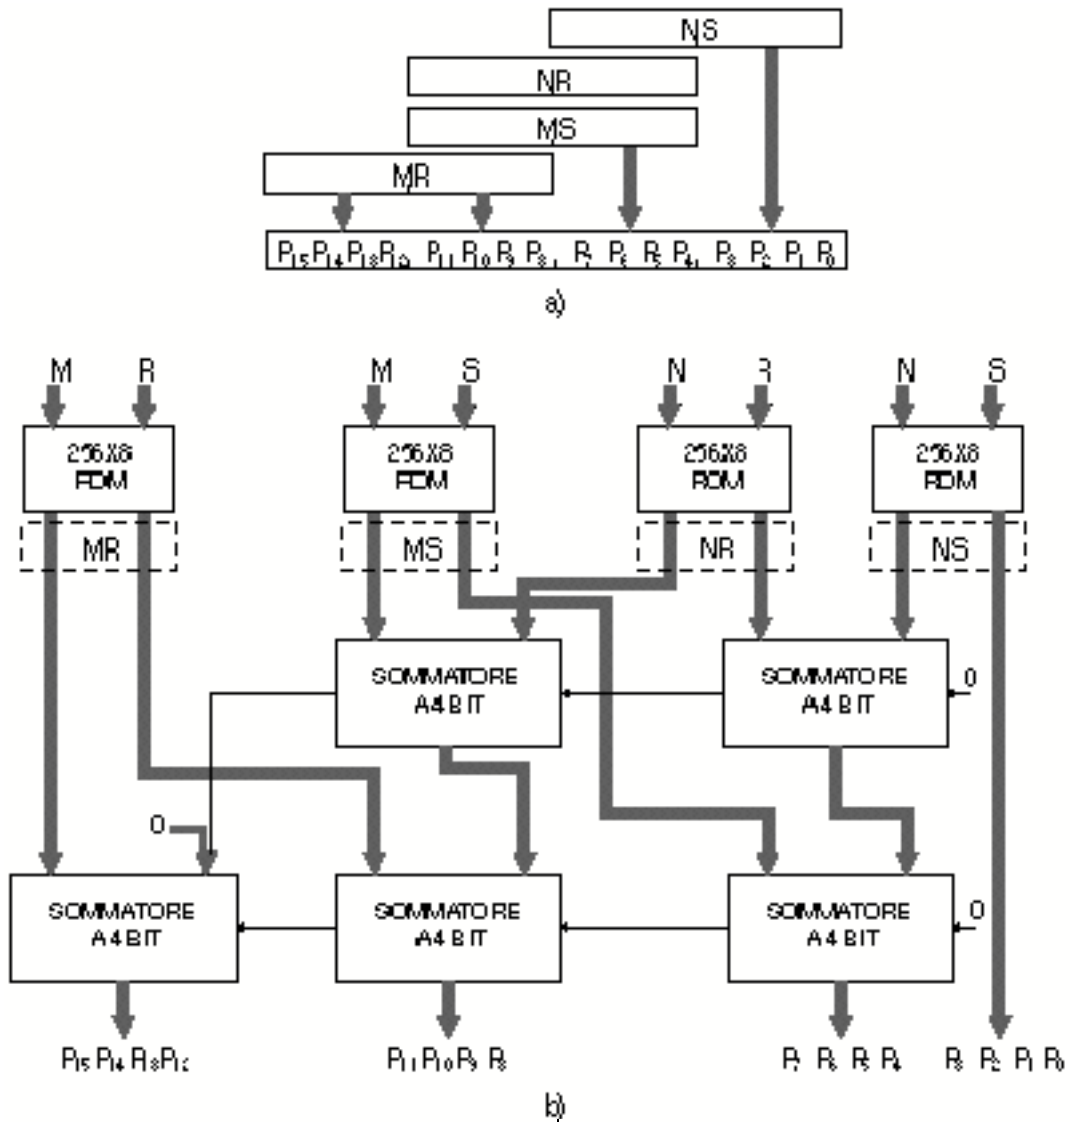 NS
NR
MS
MR
P15 P14 P13 P12 P11 P10 P9 P8 P7 P6 P5 P4 P3 P2 P1 P0
a)
M R M S N R N S
256X8 256X8 256X8 256X8
ROM ROM ROM ROM
MR MS NR NS
SOMMATORE SOMMATORE 0
A 4 BIT A 4 BIT
0
SOMMATORE SOMMATORE SOMMATORE 0
A 4 BIT A 4 BIT A 4 BIT
P15 P14 P13 P12 P11 P10 P9 P8 P7 P6 P5 P4 P3 P2 P1 P0
b)